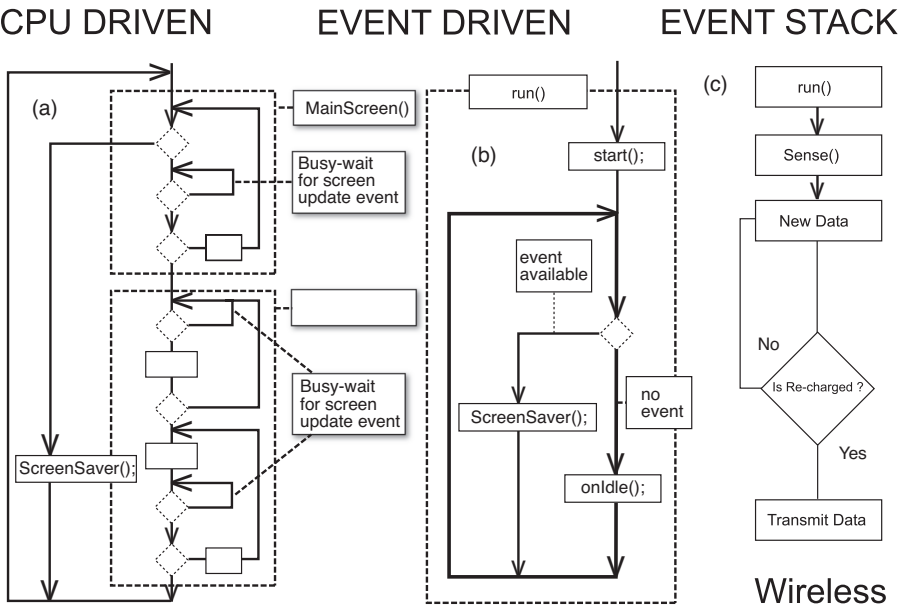 CPU DRIVEN
EVENT DRIVEN
EVENT STACK
(a)
MainScreen()
Busy-wait
for screen
update event
Busy-wait
for screen
update event
ScreenSaver();
run()
(b)
start();
event
available
ScreenSaver();
no
event
onIdle();
(c)
run()
Sense()
New Data
No
Is Re-charged ?
Yes
Transmit Data
Wireless